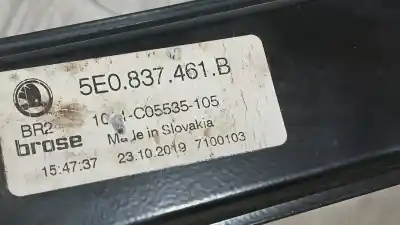 5E0.837.461.B
BR2
brose
Made in Slovakia
15:47:37 23.10.2019 7100103